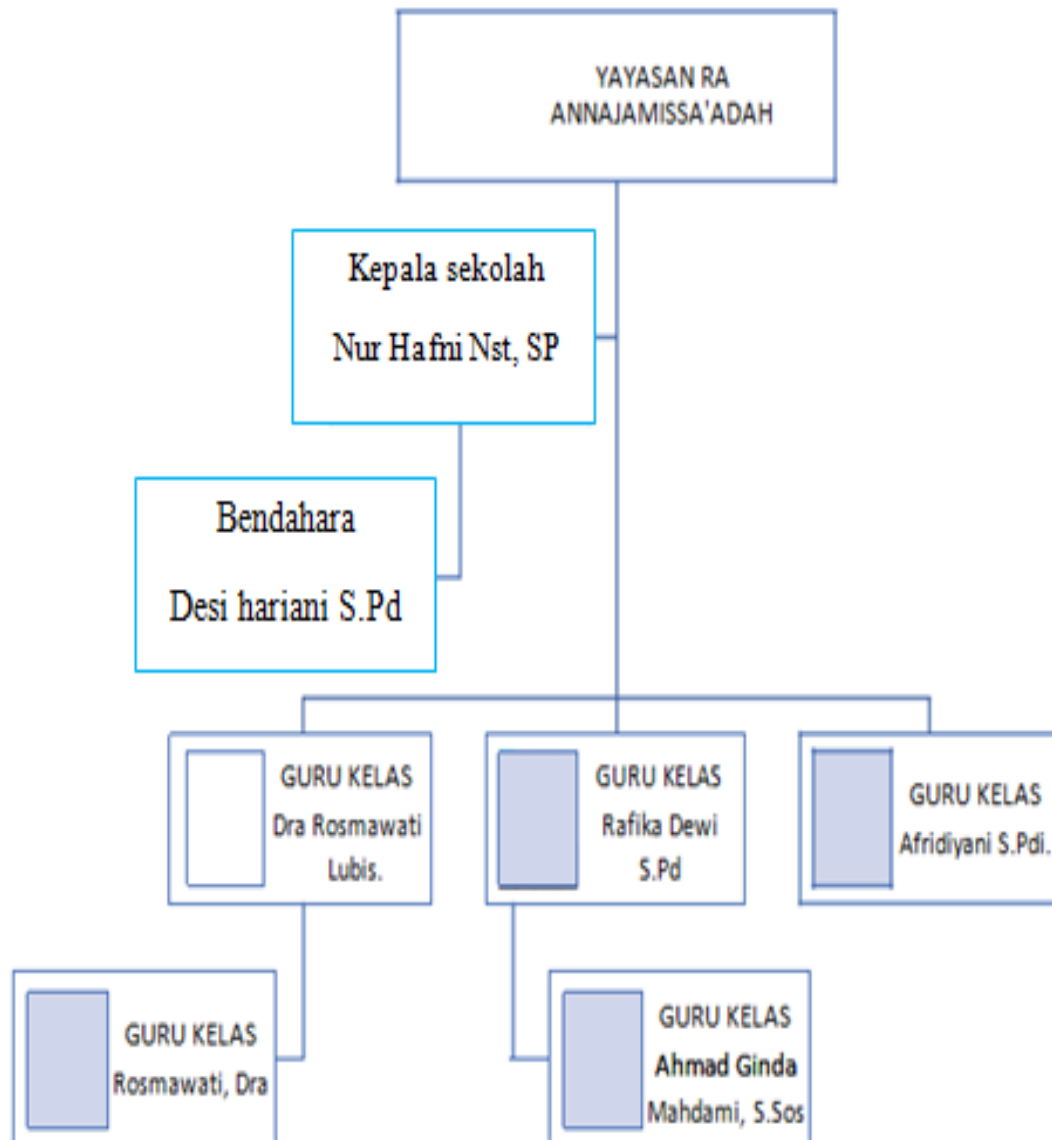 YAYASAN RA
ANNAJAMISSA'ADAH
Kepala sekolah
Nur Hafni Nst, SP
Bendahara
Desi hariani S.Pd
GURU KELAS
Dra Rosmawati
Lubis.
GURU KELAS
Rafika Dewi
S.Pd
GURU KELAS
Afridiyani S.Pdi.
GURU KELAS
Rosmawati, Dra
GURU KELAS
Ahmad Ginda
Mahdami, S.Sos